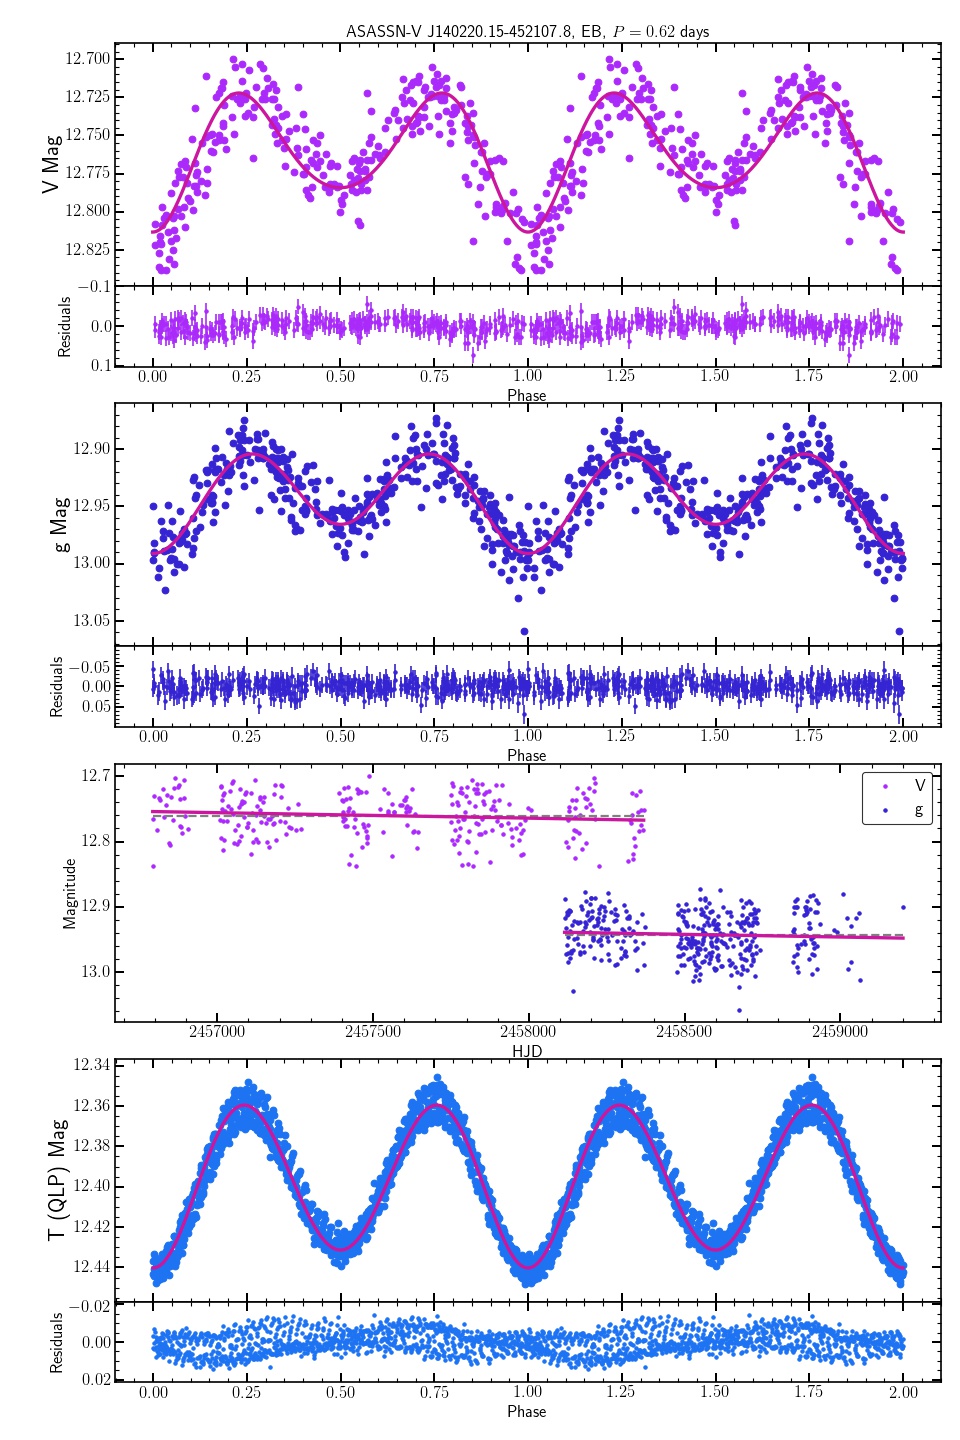 ASASSN-V J140220.15-452107.8, EB, P = 0.62 days
12.700
12.725
12.750
12.775
12.800
12.825
V Mag
−0.1
0.0
0.1
Residuals
0.00 0.25 0.50 0.75 1.00 1.25 1.50 1.75 2.00
Phase
12.90
12.95
13.00
13.05
g Mag
−0.05
0.00
0.05
Residuals
0.00 0.25 0.50 0.75 1.00 1.25 1.50 1.75 2.00
Phase
12.7
12.8
12.9
13.0
Magnitude
V
g
2457000 2457500 2458000 2458500 2459000
HJD
12.34
12.36
12.38
12.40
12.42
12.44
T (QLP) Mag
−0.02
0.00
0.02
Residuals
0.00 0.25 0.50 0.75 1.00 1.25 1.50 1.75 2.00
Phase